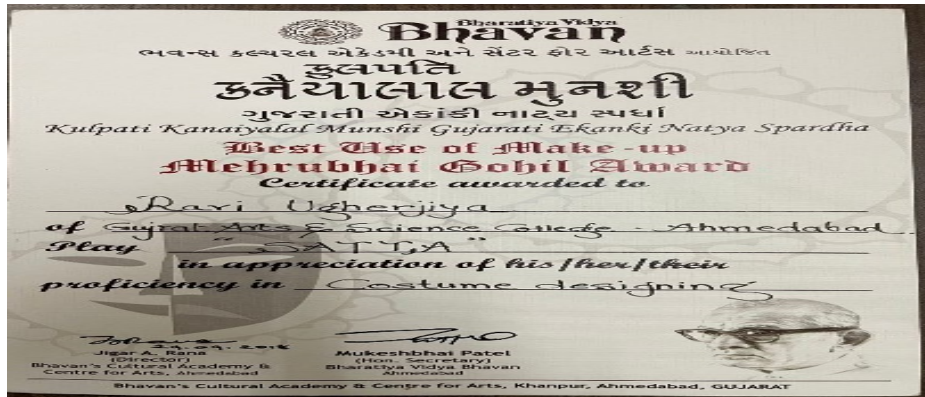 Bharatiya Vidya
Bhavan
ભવન્સ કલ્ચરલ એકેડમી અને સેંટર ફોર આર્ટસ આયોજિત
કુલપતિ
કનૈયાલાલ મુનશી
ગુજરાતી એકાંકી નાટ્ય સ્પર્ધા
Kulpati Kanaiyalal Munshi Gujarati Ekanki Natya Spardha
Best Use of Make-up
Mehrubhai Gohil Award
Certificate awarded to
Ravi Ugherjiya
of Gujrat Arts & Science College - Ahmedabad
Play "SATTA"
in appreciation of his/her/their
proficiency in Costume designing
Jigar A. Rana
(Director)
Bhavan's Cultural Academy &
Centre for Arts, Ahmedabad
Mukeshbhai Patel
(Hon. Secretary)
Bharatiya Vidya Bhavan
Ahmedabad
Bhavan's Cultural Academy & Centre for Arts, Khanpur, Ahmedabad, GUJARAT